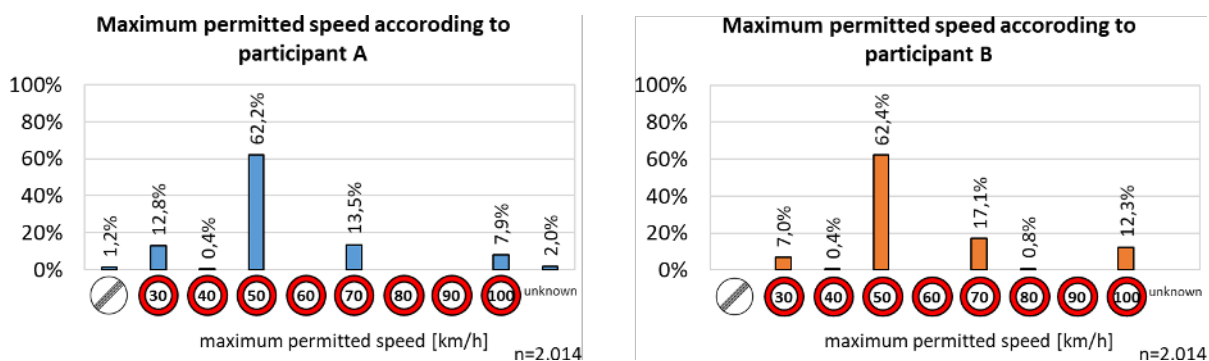 Maximum permitted speed accoroding to
participant A
100%
80%
60%
40%
20%
0%
1,2%
12,8%
0,4%
62,2%
13,5%
7,9%
2,0%
30 40 50 60 70 80 90 100 unknown
maximum permitted speed [km/h]
n=2.014
Maximum permitted speed accoroding to
participant B
100%
80%
60%
40%
20%
0%
7,0%
0,4%
62,4%
17,1%
0,8%
12,3%
30 40 50 60 70 80 90 100 unknown
maximum permitted speed [km/h]
n=2.014